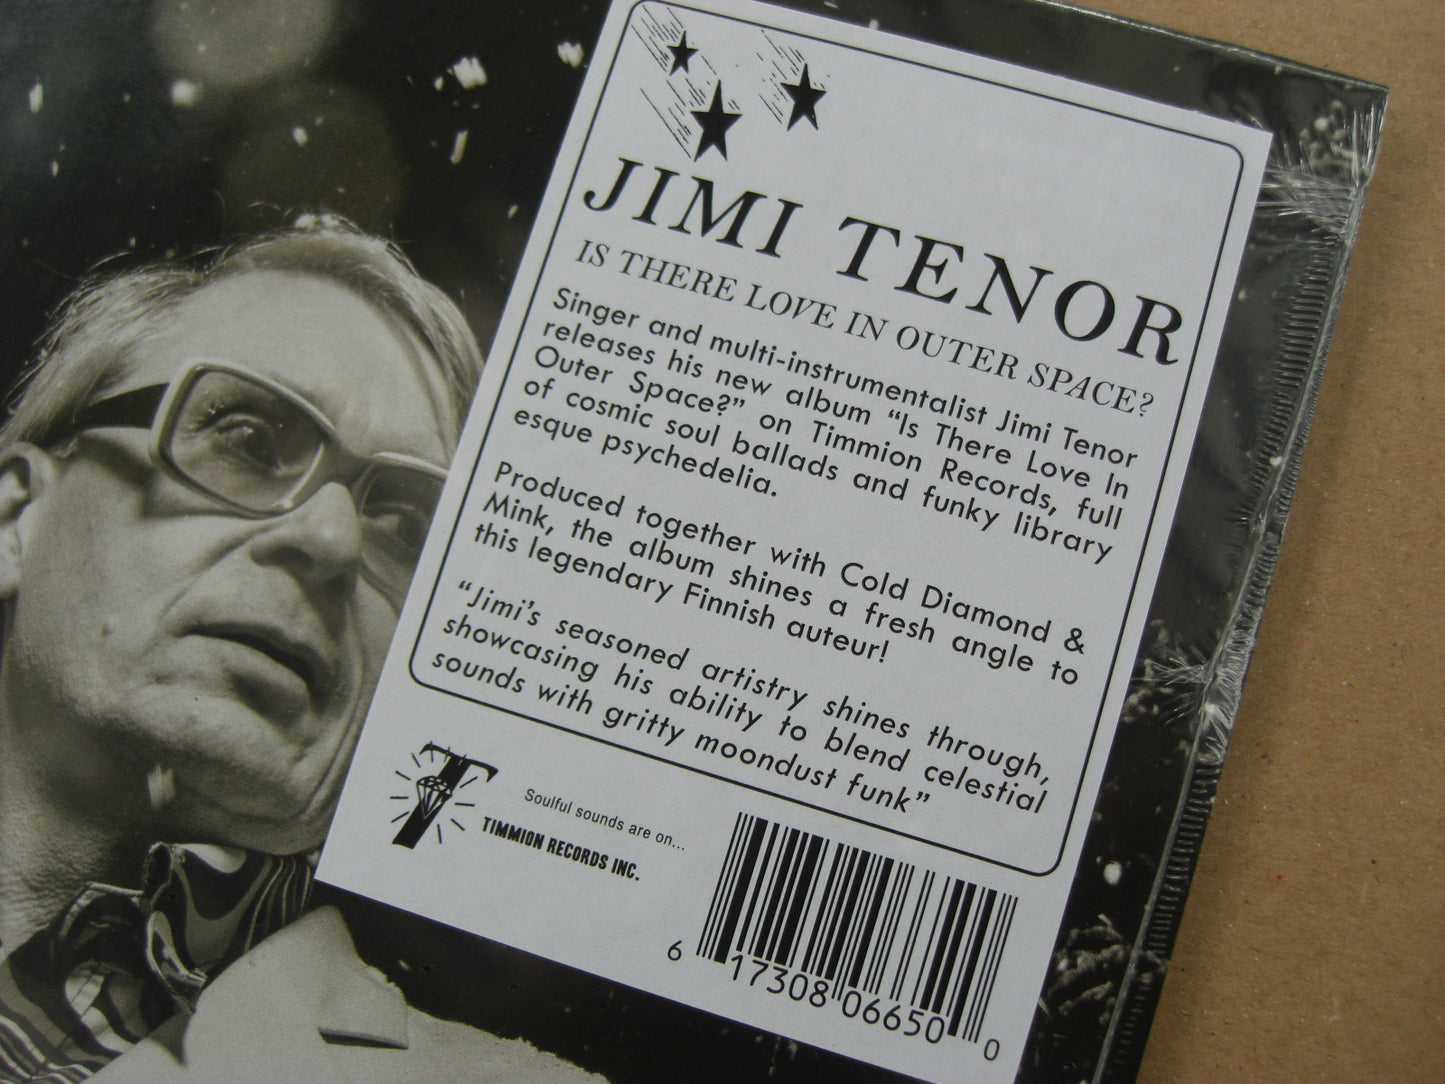 JIMI TENOR
IS THERE LOVE IN OUTER SPACE?
Singer and multi-instrumentalist Jimi Tenor
releases his new album “Is There Love In
Outer Space?” on Timmion Records, full
of cosmic soul ballads and funky library
esque psychedelia.
Produced together with Cold Diamond &
Mink, the album shines a fresh angle to
this legendary Finnish auteur!
“Jimi’s seasoned artistry shines through,
showcasing his ability to blend celestial
sounds with gritty moondust funk”
T
Soulful sounds are on...
TIMMION RECORDS INC.
6 17308 06650 0